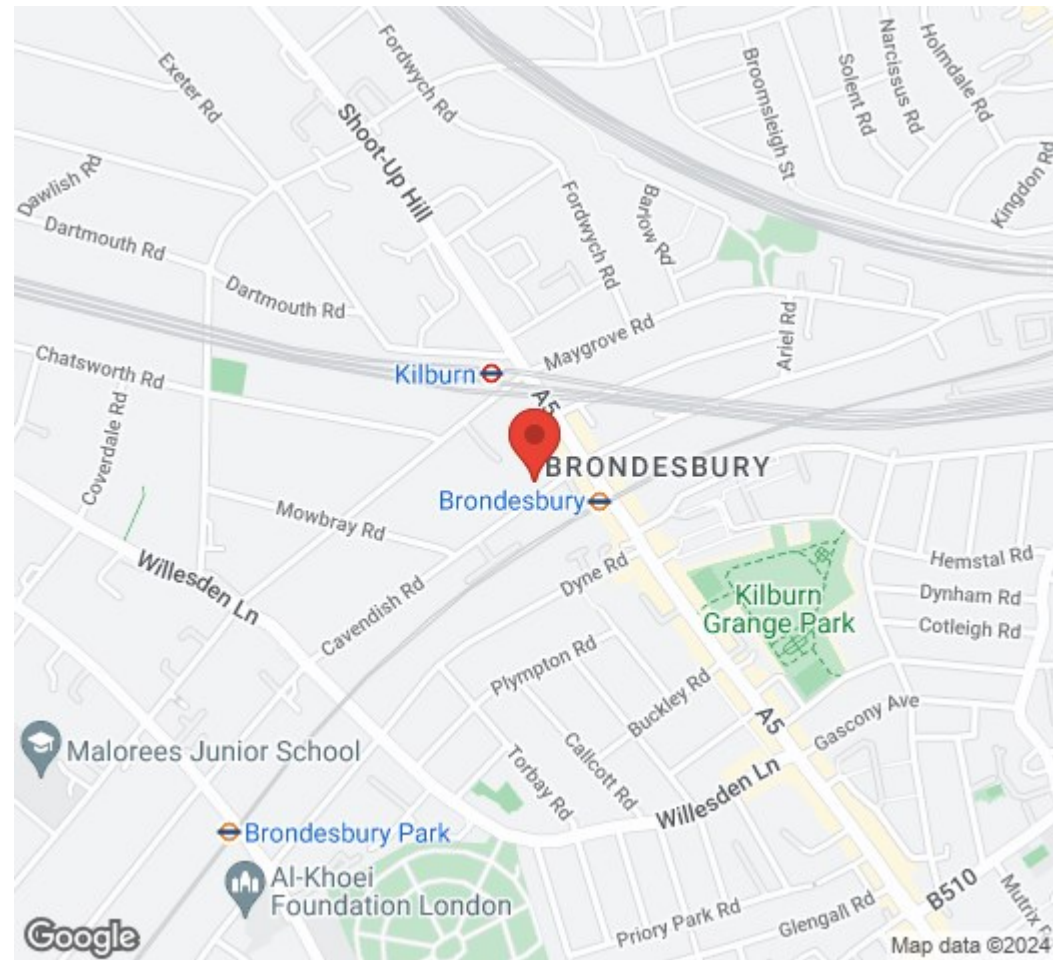 Exeter Rd
Fordwych Rd
Shoot-Up Hill
Broomsleigh St
Solent Rd
Narcissus Rd
Holmdale Rd
Kingdon Rd
Dawlish Rd
Dartmouth Rd
Dartmouth Rd
Fordwych Rd
Barlow Rd
Ariel Rd
Maygrove Rd
Chatsworth Rd
Kilburn
A5
Coverdale Rd
BRONDESBURY
Brondesbury
Mowbray Rd
Willesden Ln
Cavendish Rd
Dyne Rd
Hemstal Rd
Kilburn
Grange Park
Dynham Rd
Cotleigh Rd
Plympton Rd
Buckley Rd
A5
Gascony Ave
Malorees Junior School
Torbay Rd
Callcott Rd
Willesden Ln
Brondesbury Park
Al-Khoei
Foundation London
Priory Park Rd
Glengall Rd
B510
Mutrix
Google
Map data ©2024